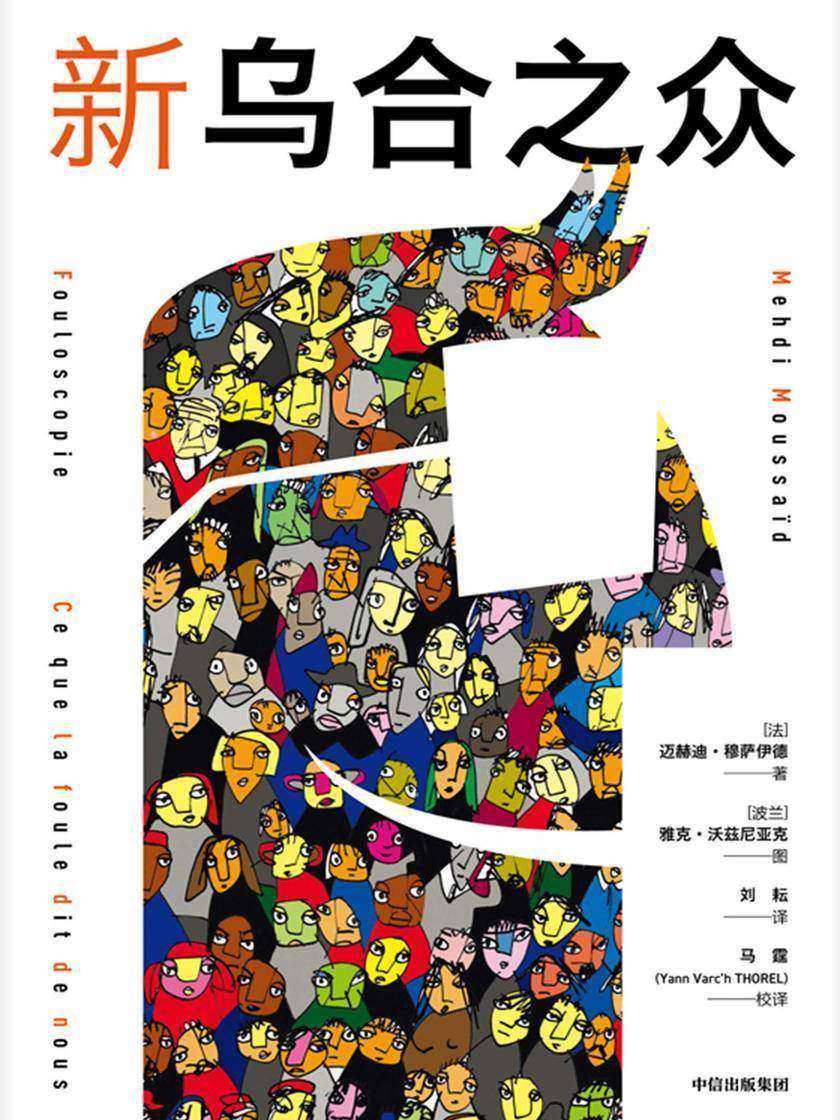 新乌合之众
Fouloscopie
Ce que la foule dit de nous
Mehdi Moussaïd
[法]
迈赫迪·穆萨伊德
——著
[波兰]
雅克·沃兹尼亚克
——图
刘 耘
——译
马 霆
(Yann Varc'h THOREL)
——校译
中信出版集团